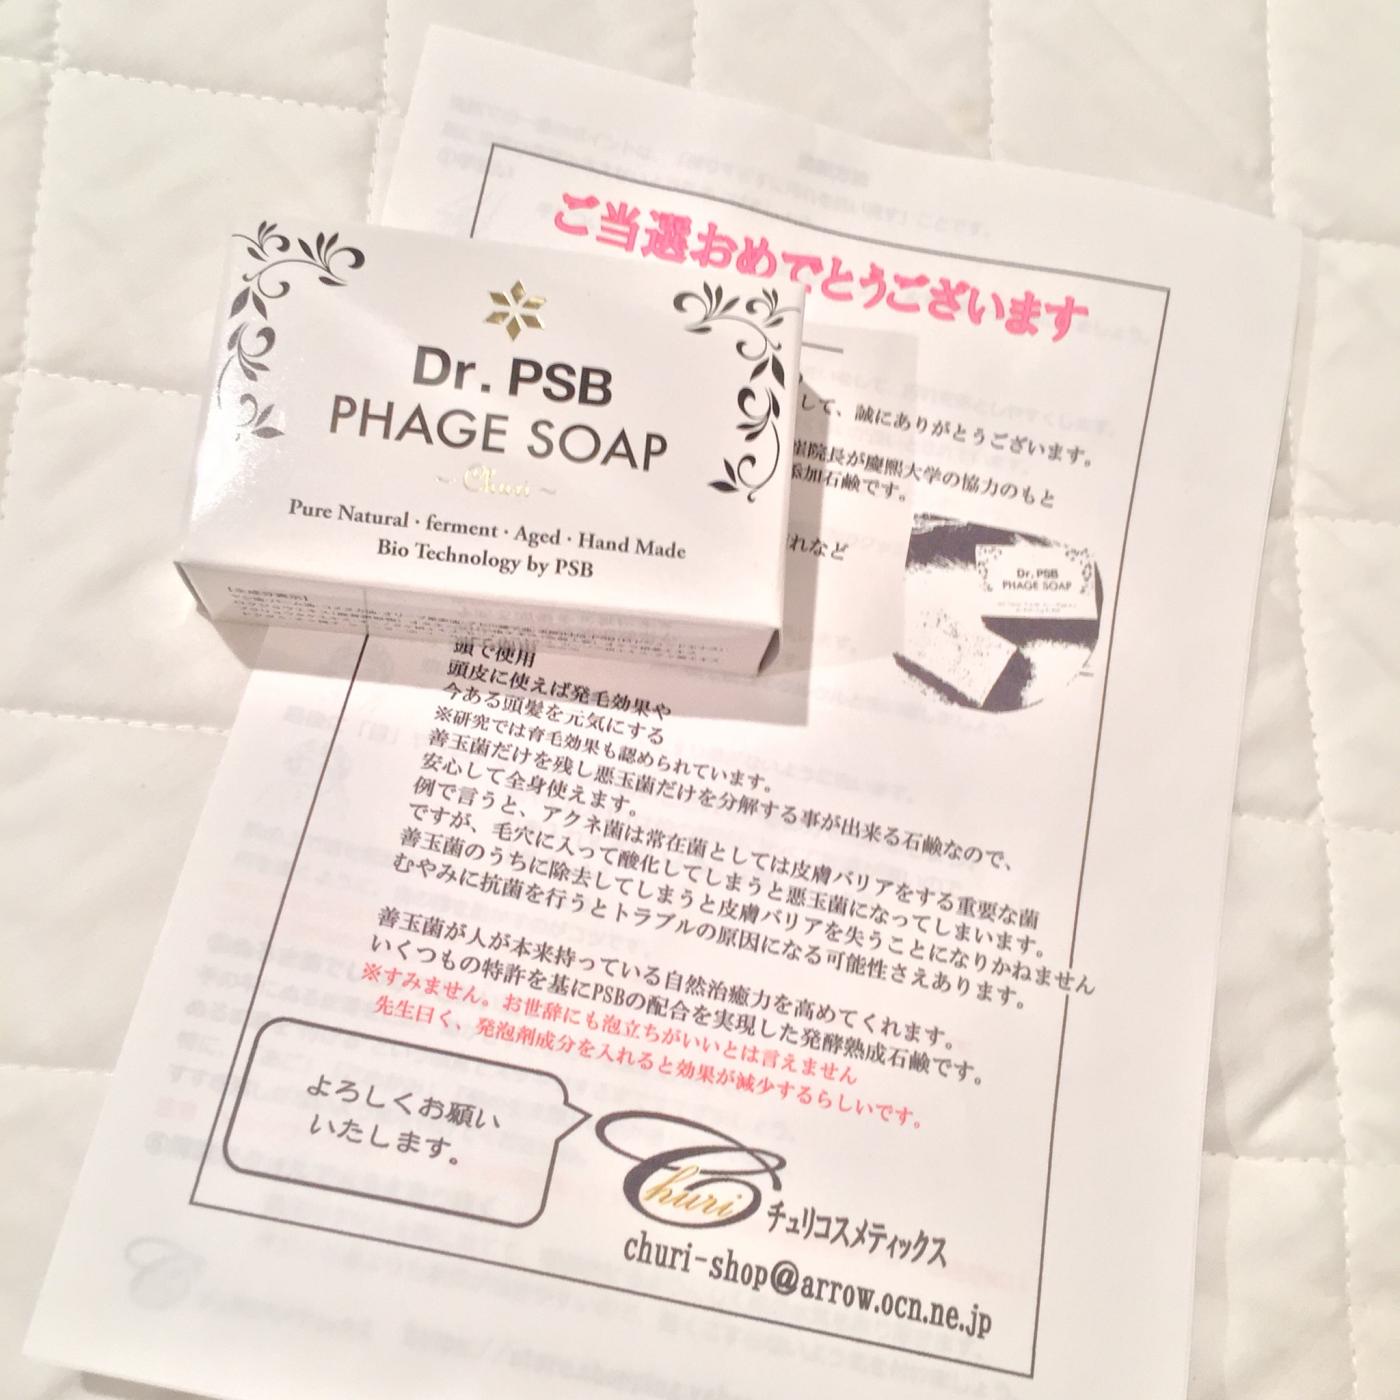 ご当選おめでとうございます
Dr. PSB
PHAGE SOAP
~ Churi ~
Pure Natural · ferment · Aged · Hand Made
Bio Technology by PSB
【全成分表示】
して、誠にありがとうございます。
院長が慶熙大学の協力のもと
添加石鹸です。
れなど
Dr. PSB
PHAGE SOAP
頭で使用
頭皮に使えば発毛効果や
今ある頭髪を元気にする
※研究では育毛効果も認められています。
善玉菌だけを残し悪玉菌だけを分解する事が出来る石鹸なので、
安心して全身使えます。
例で言うと、アクネ菌は常在菌としては皮膚バリアをする重要な菌
ですが、毛穴に入って酸化してしまうと悪玉菌になってしまいます。
善玉菌のうちに除去してしまうと皮膚バリアを失うことになりかねません
むやみに抗菌を行うとトラブルの原因になる可能性さえあります。
善玉菌が人が本来持っている自然治癒力を高めてくれます。
いくつもの特許を基にPSBの配合を実現した発酵熟成石鹸です。
※すみません。お世辞にも泡立ちがいいとは言えません
先生曰く、発泡剤成分を入れると効果が減少するらしいです。
よろしくお願い
いたします。
Churi チュリコスメティックス
churi-shop@arrow.ocn.ne.jp